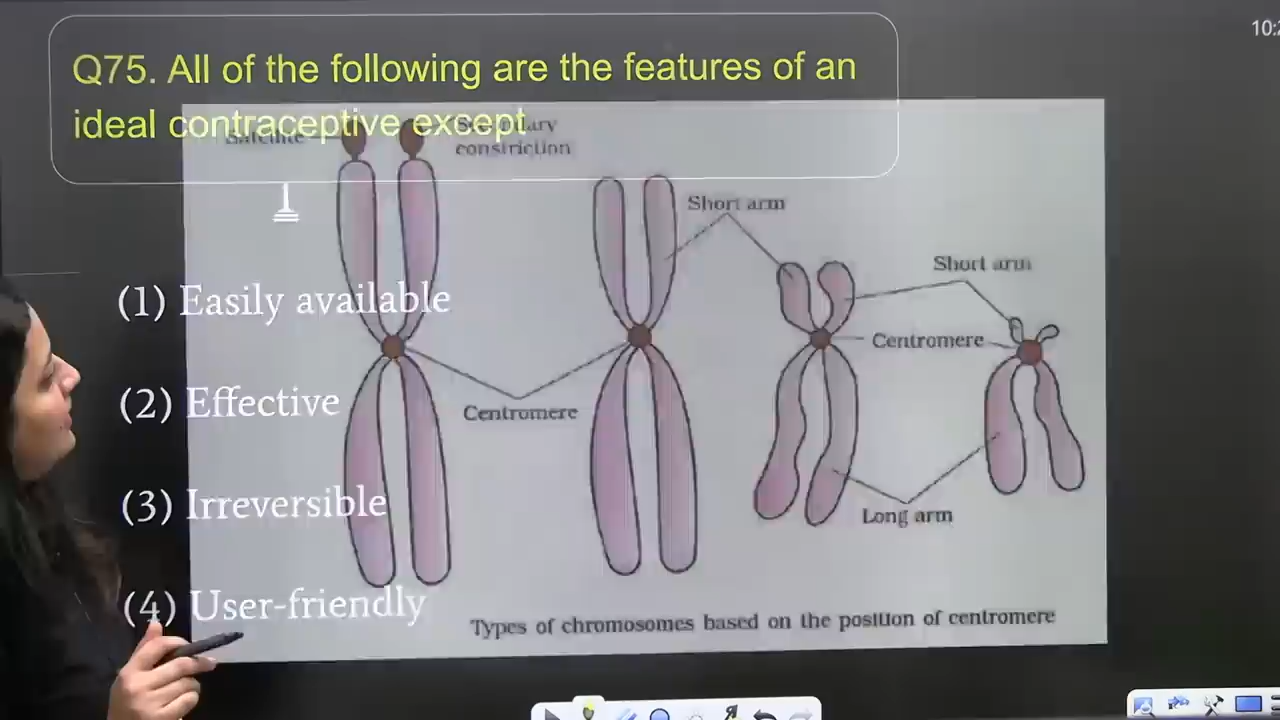 10:2
Q75. All of the following are the features of an
ideal contraceptive except
Satellite
Secondary
constriction
Short arm
Short arm
(1) Easily available
Centromere
(2) Effective
Centromere
(3) Irreversible
Long arm
(4) User-friendly
Types of chromosomes based on the position of centromere